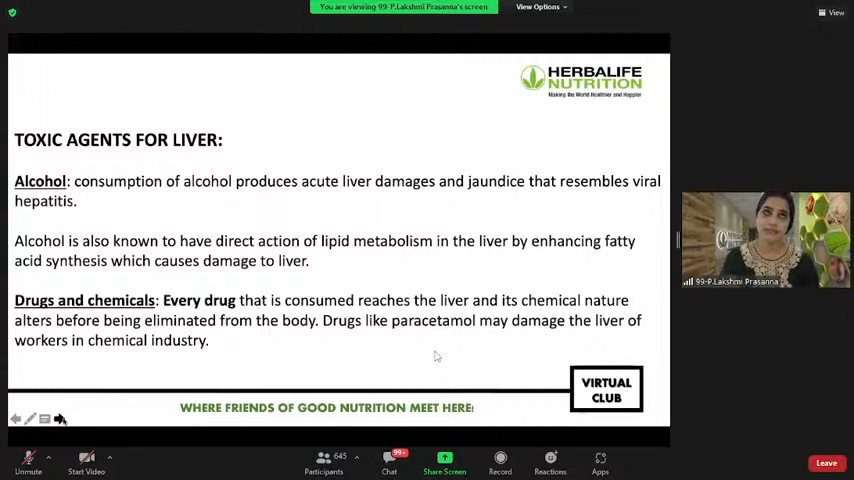 You are viewing 99-P.Lakshmi Prasanna's screen
View Options
View
HERBALIFE
NUTRITION
Making the World Healthier and Happier
TOXIC AGENTS FOR LIVER:
Alcohol: consumption of alcohol produces acute liver damages and jaundice that resembles viral
hepatitis.
Alcohol is also known to have direct action of lipid metabolism in the liver by enhancing fatty
acid synthesis which causes damage to liver.
Drugs and chemicals: Every drug that is consumed reaches the liver and its chemical nature
alters before being eliminated from the body. Drugs like paracetamol may damage the liver of
workers in chemical industry.
99-P.Lakshmi Prasanna
VIRTUAL
CLUB
WHERE FRIENDS OF GOOD NUTRITION MEET HERE!
645
99+
Unmute
Start Video
Participants
Chat
Share Screen
Record
Reactions
Apps
Leave